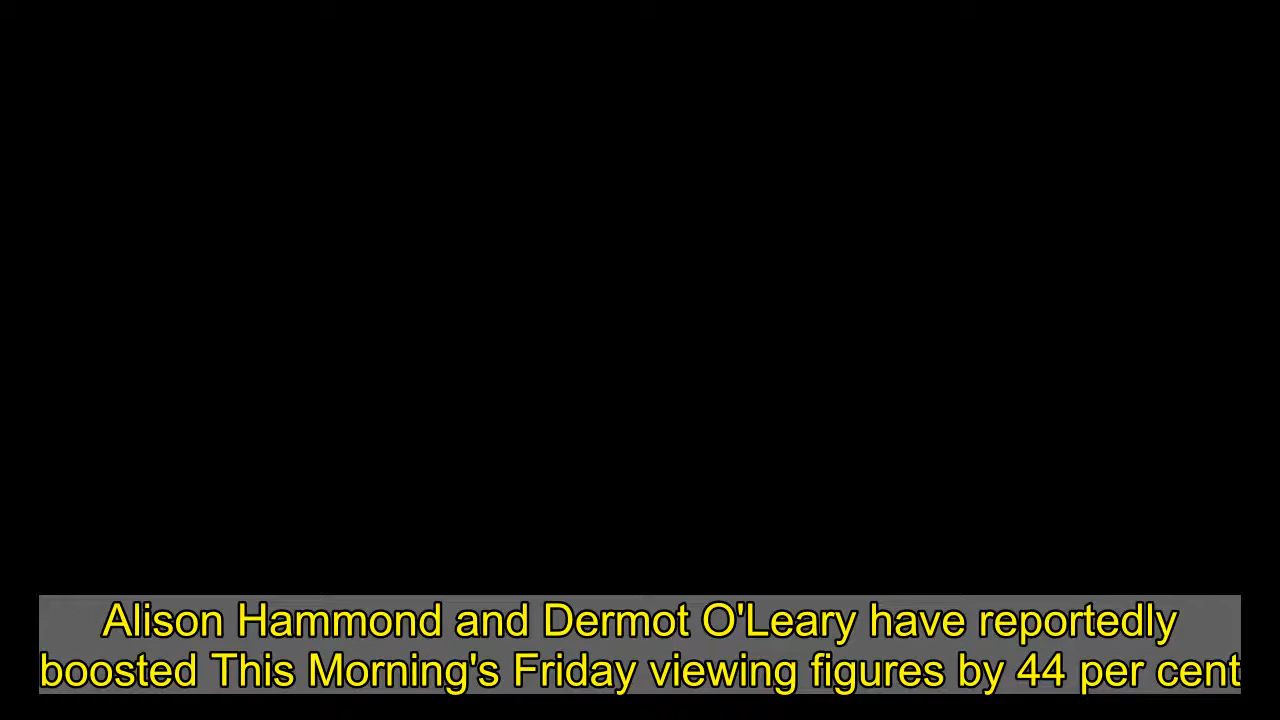 Alison Hammond and Dermot O'Leary have reportedly
boosted This Morning's Friday viewing figures by 44 per cent